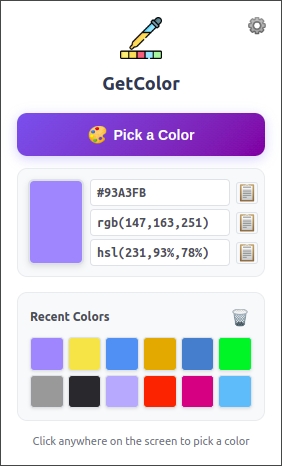 GetColor
Pick a Color
#93A3FB
rgb(147,163,251)
hsl(231,93%,78%)
Recent Colors
Click anywhere on the screen to pick a color